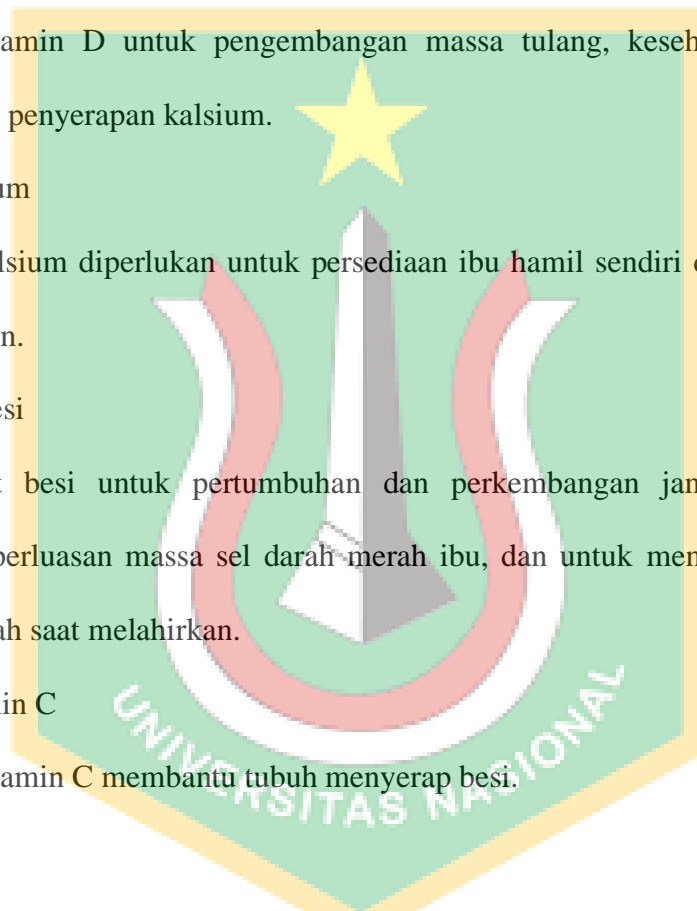 amin D untuk pengembangan massa tulang, keseh
penyerapan kalsium.
um
lsium diperlukan untuk persediaan ibu hamil sendiri
n.
esi
besi untuk pertumbuhan dan perkembangan jan
perluasan massa sel darah merah ibu, dan untuk men
ah saat melahirkan.
in C
amin C membantu tubuh menyerap besi.
UNIVERSITAS NASIONAL